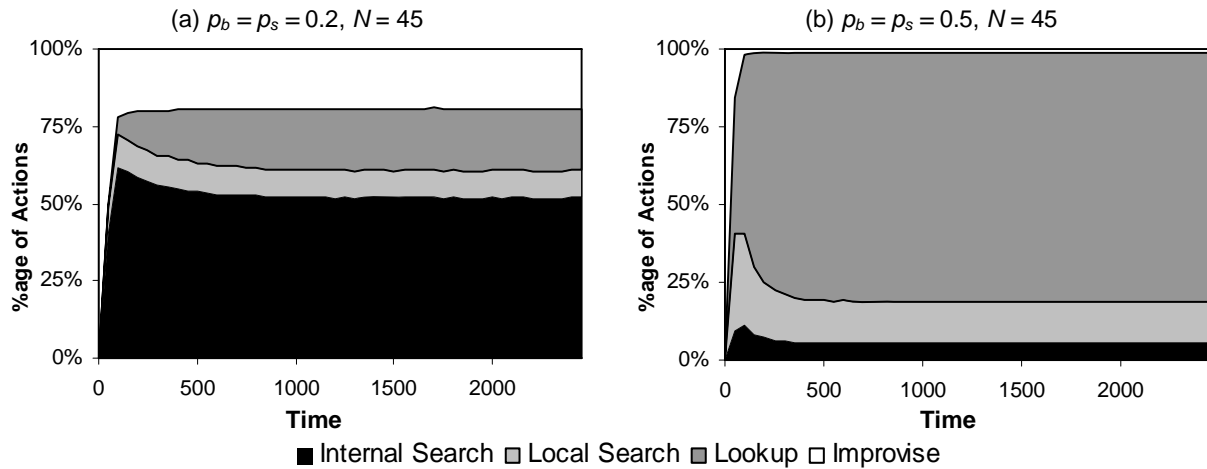 (a) p_b = p_s = 0.2, N = 45
100%
75%
50%
25%
0%
%age of Actions
0 500 1000 1500 2000
Time
(b) p_b = p_s = 0.5, N = 45
100%
75%
50%
25%
0%
%age of Actions
0 500 1000 1500 2000
Time
Internal Search Local Search Lookup Improvise